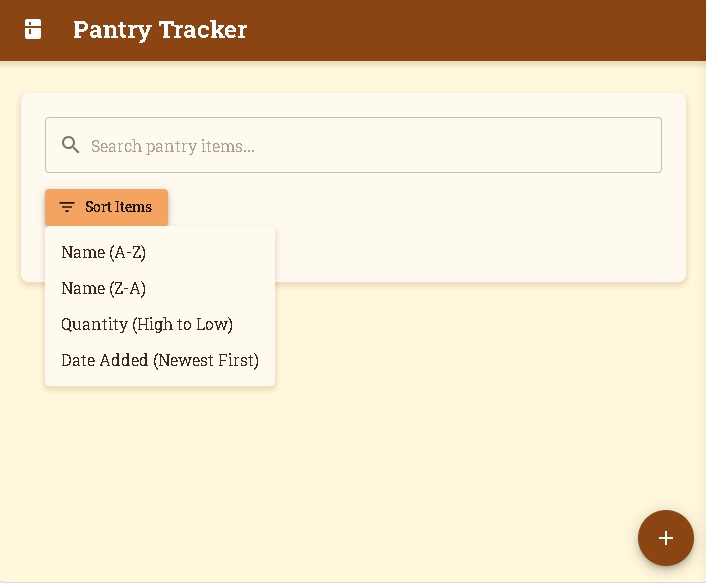 Pantry Tracker
Search pantry items...
Sort Items
Name (A-Z)
Name (Z-A)
Quantity (High to Low)
Date Added (Newest First)